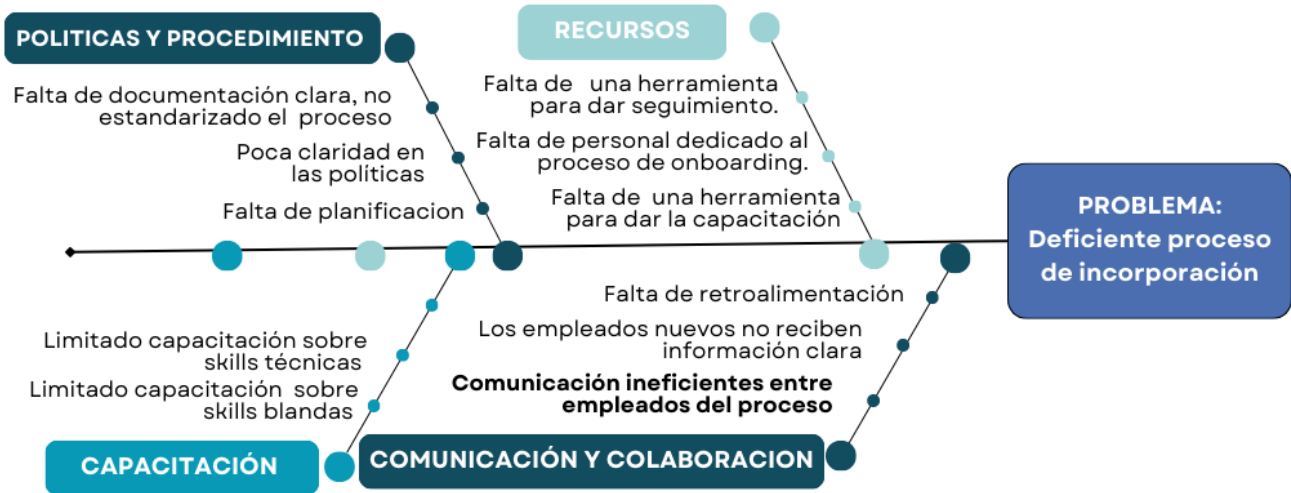 POLITICAS Y PROCEDIMIENTO
Falta de documentación clara, no
estandarizado el proceso
Poca claridad en
las políticas
Falta de planificacion
RECURSOS
Falta de una herramienta
para dar seguimiento.
Falta de personal dedicado al
proceso de onboarding.
Falta de una herramienta
para dar la capacitación
PROBLEMA:
Deficiente proceso
de incorporación
Limitado capacitación sobre
skills técnicas
Limitado capacitación sobre
skills blandas
CAPACITACIÓN
Falta de retroalimentación
Los empleados nuevos no reciben
información clara
Comunicación ineficientes entre
empleados del proceso
COMUNICACIÓN Y COLABORACION